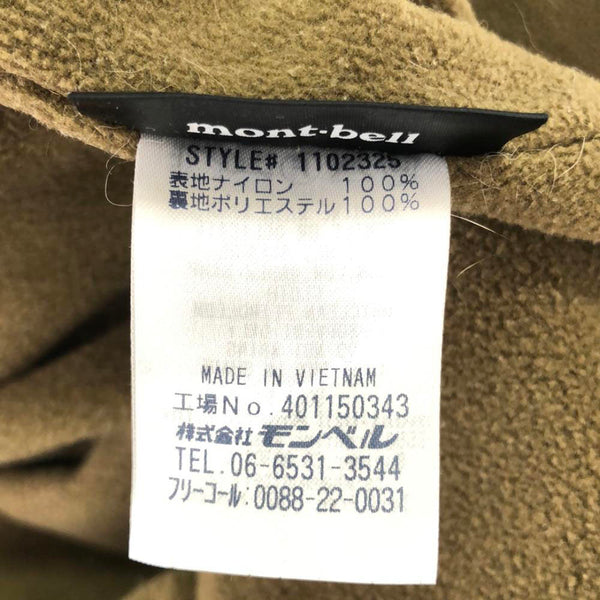 mont-bell
STYLE# 1102325
表地ナイロン 100%
裏地ポリエステル100%
MADE IN VIETNAM
工場No.401150343
株式会社モンベル
TEL.06-6531-3544
フリーコール:0088-22-0031